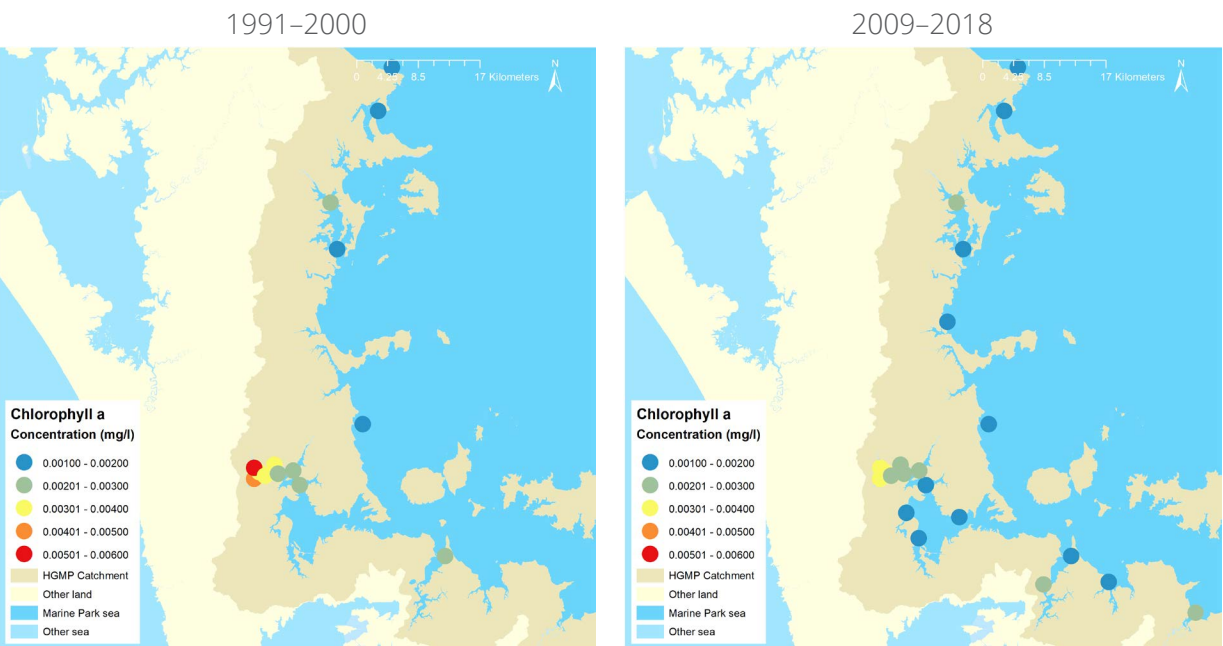 1991–2000
2009–2018
N
0 4.25 8.5 17 Kilometers
Chlorophyll a
Concentration (mg/l)
0.00100 - 0.00200
0.00201 - 0.00300
0.00301 - 0.00400
0.00401 - 0.00500
0.00501 - 0.00600
HGMP Catchment
Other land
Marine Park sea
Other sea
N
0 4.25 8.5 17 Kilometers
Chlorophyll a
Concentration (mg/l)
0.00100 - 0.00200
0.00201 - 0.00300
0.00301 - 0.00400
0.00401 - 0.00500
0.00501 - 0.00600
HGMP Catchment
Other land
Marine Park sea
Other sea